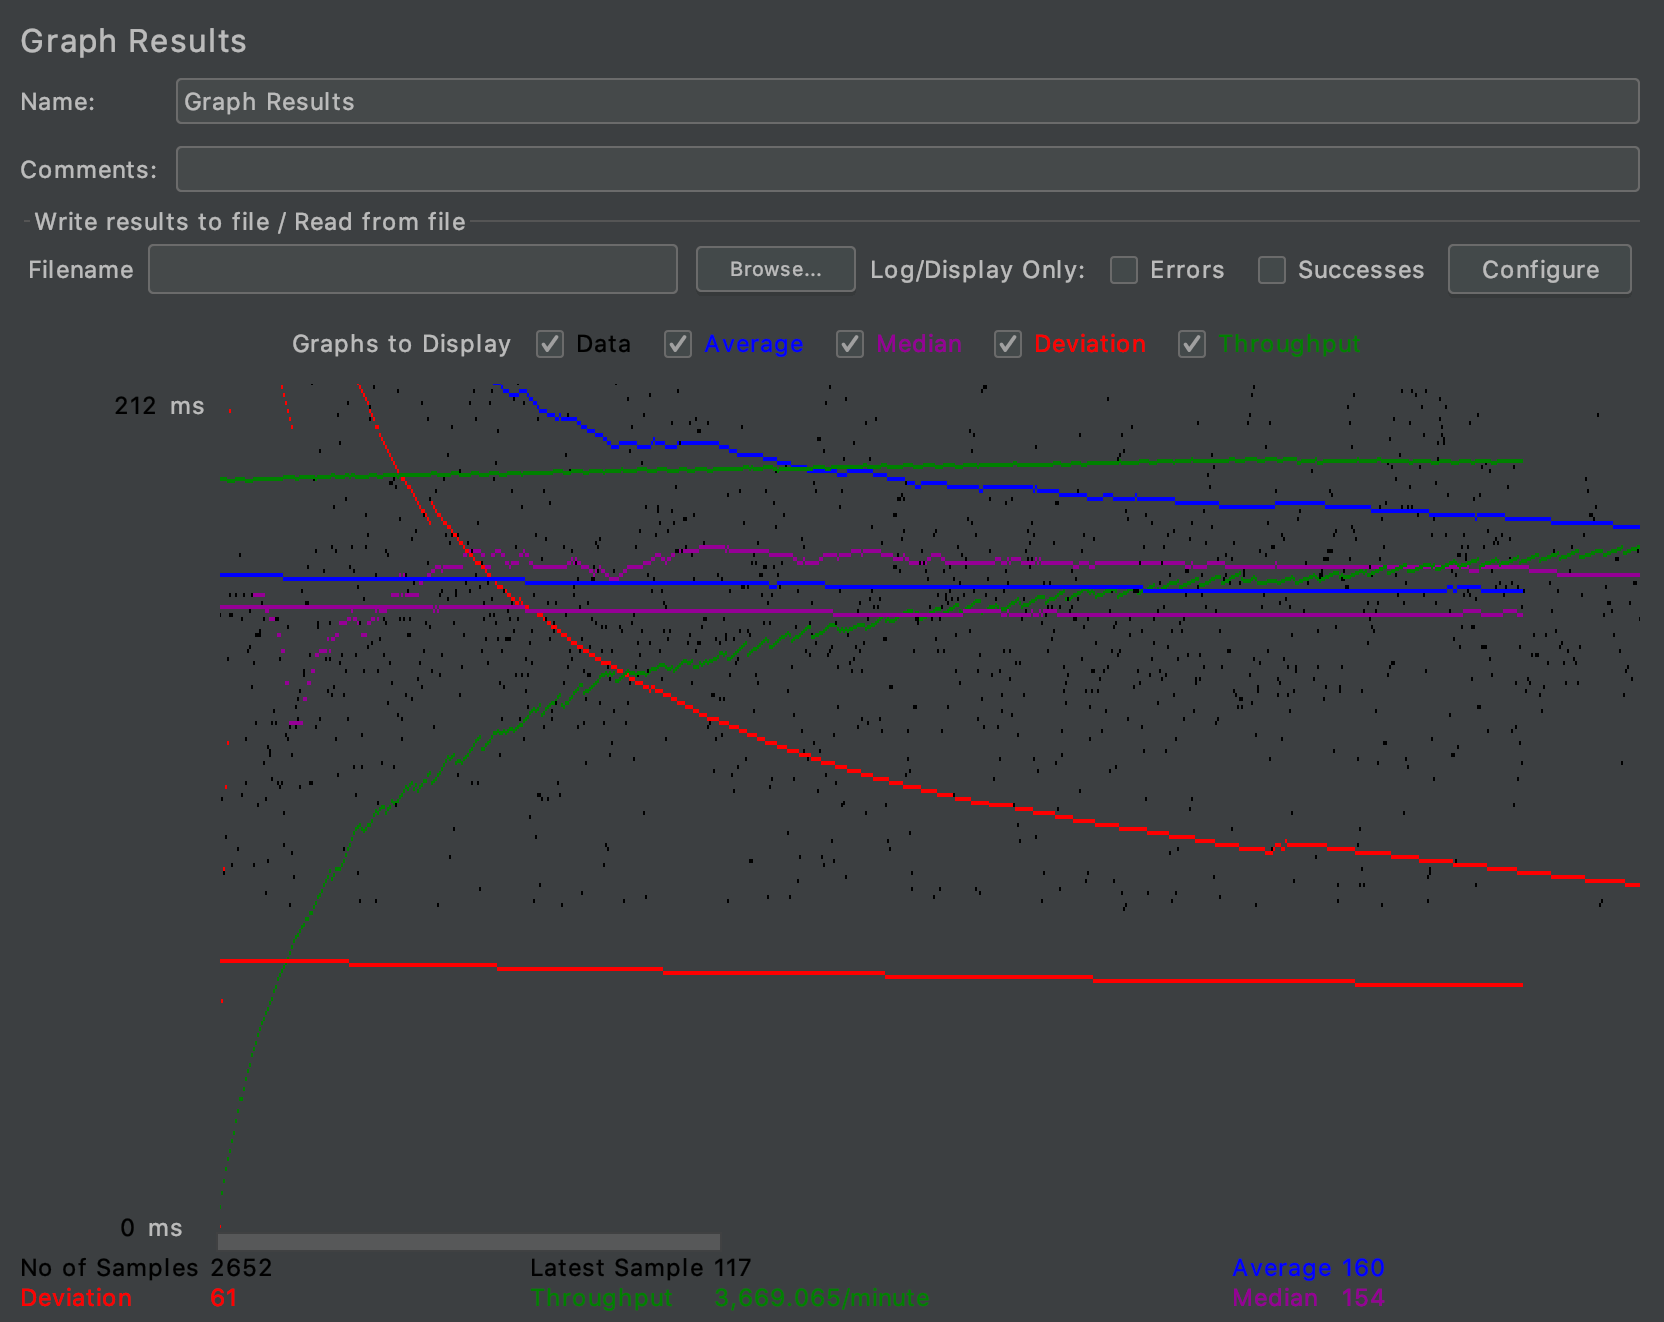 Graph Results
Name: Graph Results
Comments:
Write results to file / Read from file
Filename Browse... Log/Display Only: Errors Successes Configure
Graphs to Display Data Average Median Deviation Throughput
212 ms
0 ms
No of Samples 2652 Latest Sample 117 Average 160
Deviation 61 Throughput 3,669.065/minute Median 154